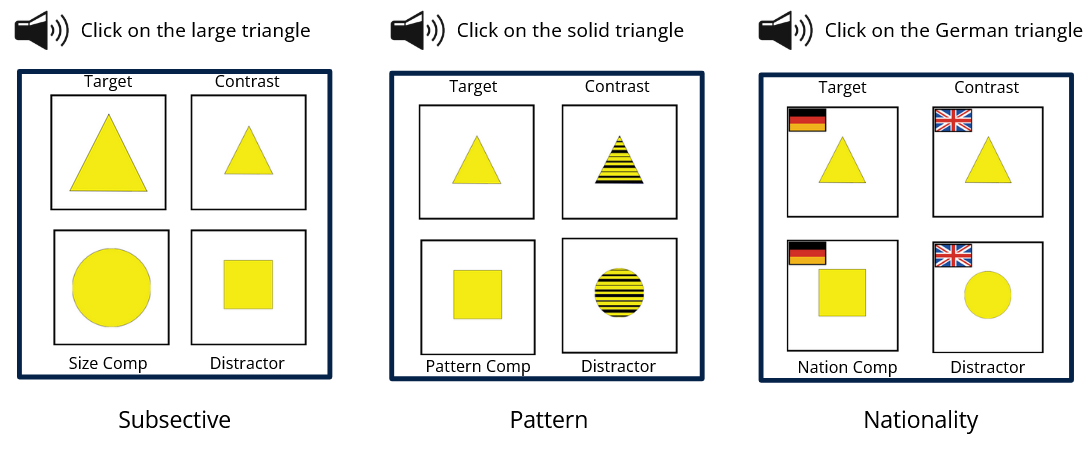 Click on the large triangle
Target Contrast
Size Comp Distractor
Subsective
Click on the solid triangle
Target Contrast
Pattern Comp Distractor
Pattern
Click on the German triangle
Target Contrast
Nation Comp Distractor
Nationality